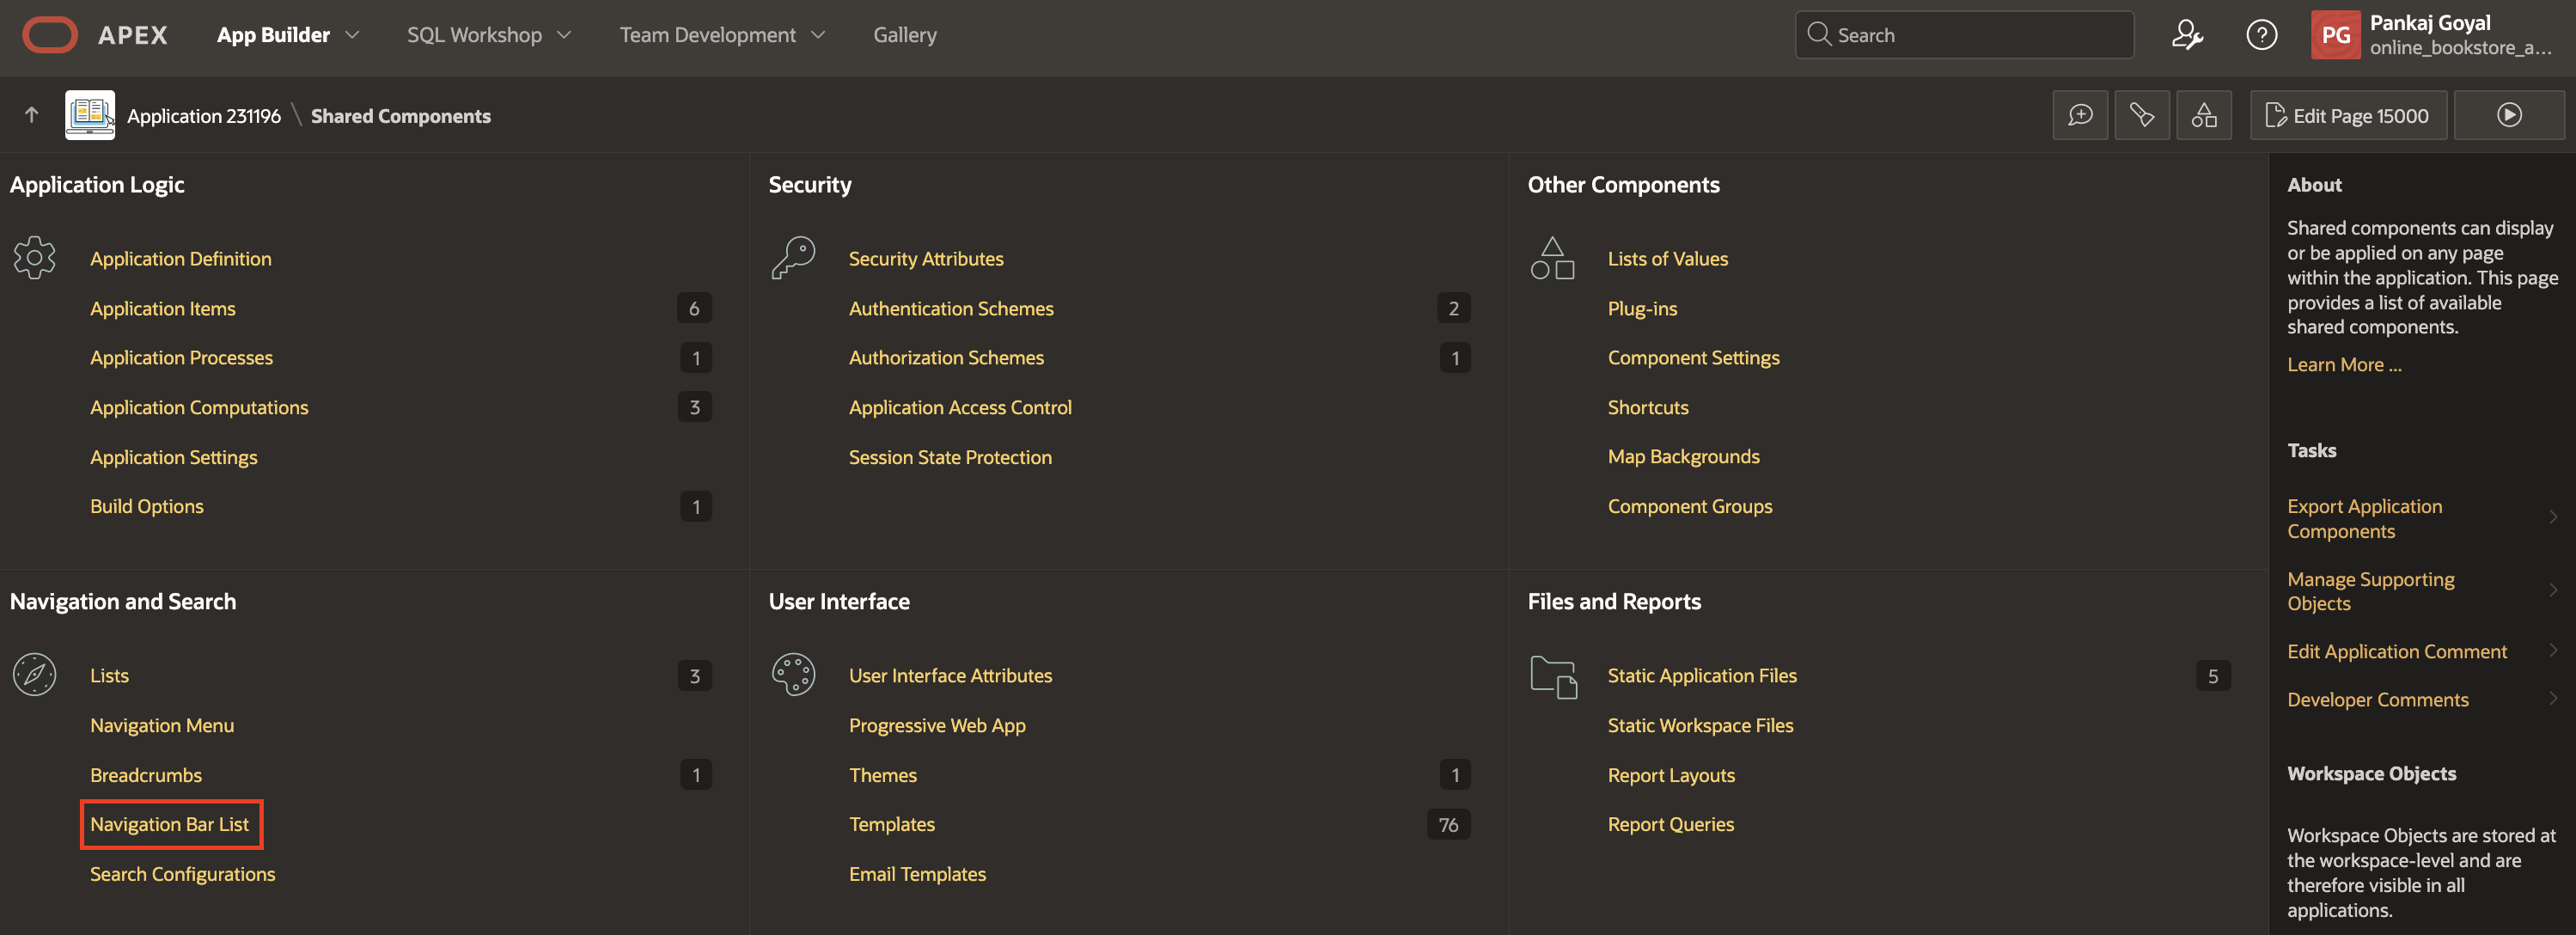 APEX App Builder SQL Workshop Team Development Gallery Search PG Pankaj Goyal
online_bookstore_a...
Application 231196 \ Shared Components Edit Page 15000
Application Logic
Application Definition
Application Items 6
Application Processes 1
Application Computations 3
Application Settings
Build Options 1
Security
Security Attributes
Authentication Schemes 2
Authorization Schemes 1
Application Access Control
Session State Protection
Other Components
Lists of Values
Plug-ins
Component Settings
Shortcuts
Map Backgrounds
Component Groups
Navigation and Search
Lists 3
Navigation Menu
Breadcrumbs 1
Navigation Bar List
Search Configurations
User Interface
User Interface Attributes
Progressive Web App
Themes 1
Templates 76
Email Templates
Files and Reports
Static Application Files 5
Static Workspace Files
Report Layouts
Report Queries
About
Shared components can display
or be applied on any page
within the application. This page
provides a list of available
shared components.
Learn More ...
Tasks
Export Application
Components
Manage Supporting
Objects
Edit Application Comment
Developer Comments
Workspace Objects
Workspace Objects are stored at
the workspace-level and are
therefore visible in all
applications.